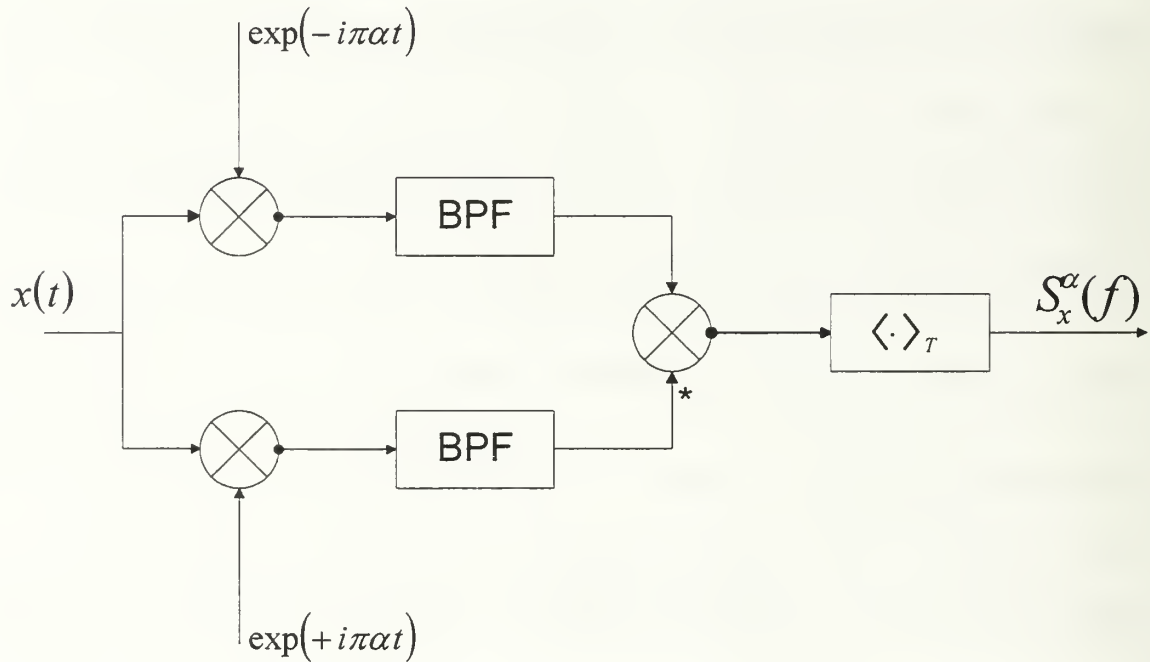 exp(−iπαt)
BPF
x(t)
S_x^α(f)
⟨·⟩_T
*
BPF
exp(+iπαt)